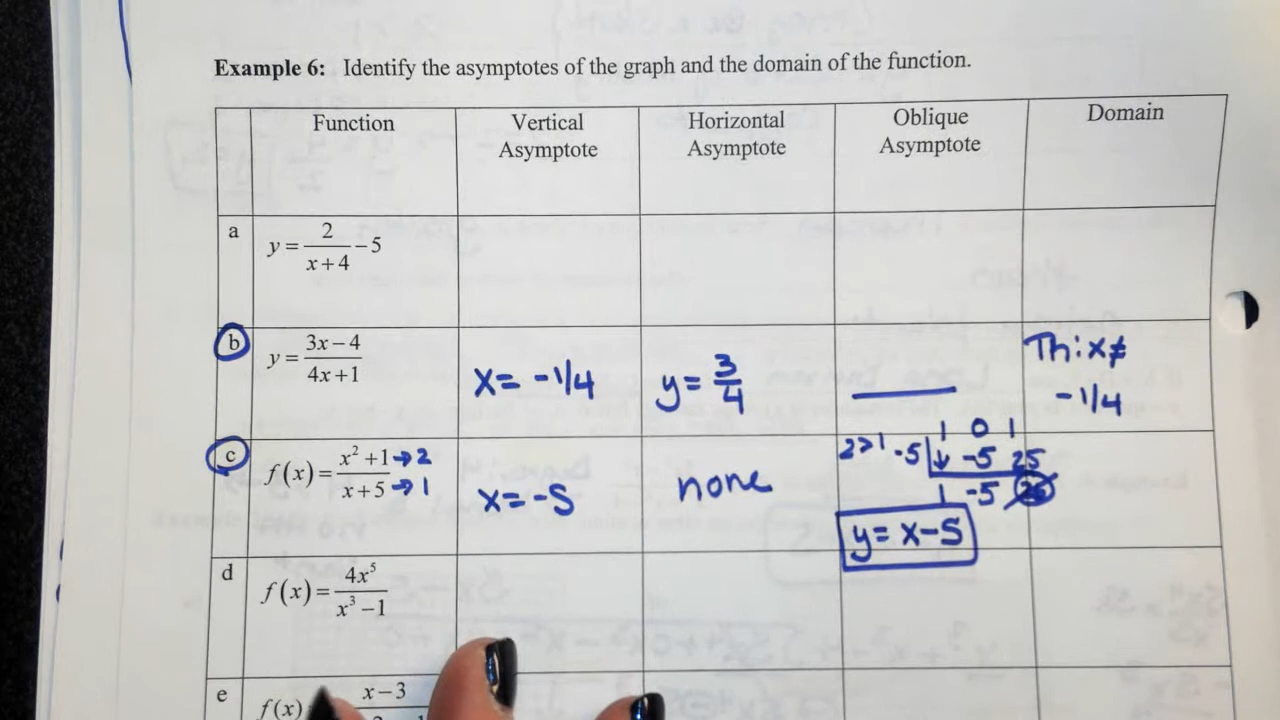 Example 6: Identify the asymptotes of the graph and the domain of the function.
Function
Vertical Asymptote
Horizontal Asymptote
Oblique Asymptote
Domain
a
y = 2/(x+4) − 5
b
y = (3x − 4)/(4x + 1)
x = -1/4
y = 3/4
—
Th: x ≠
-1/4
c
f(x) = (x² + 1)/(x + 5)
→ 2
→ 1
x = -5
none
2>1
-5 | 1 0 1
↓ -5 25
1 -5 26
y = x - 5
d
f(x) = 4x⁵/(x³ − 1)
e
f(x)
x − 3